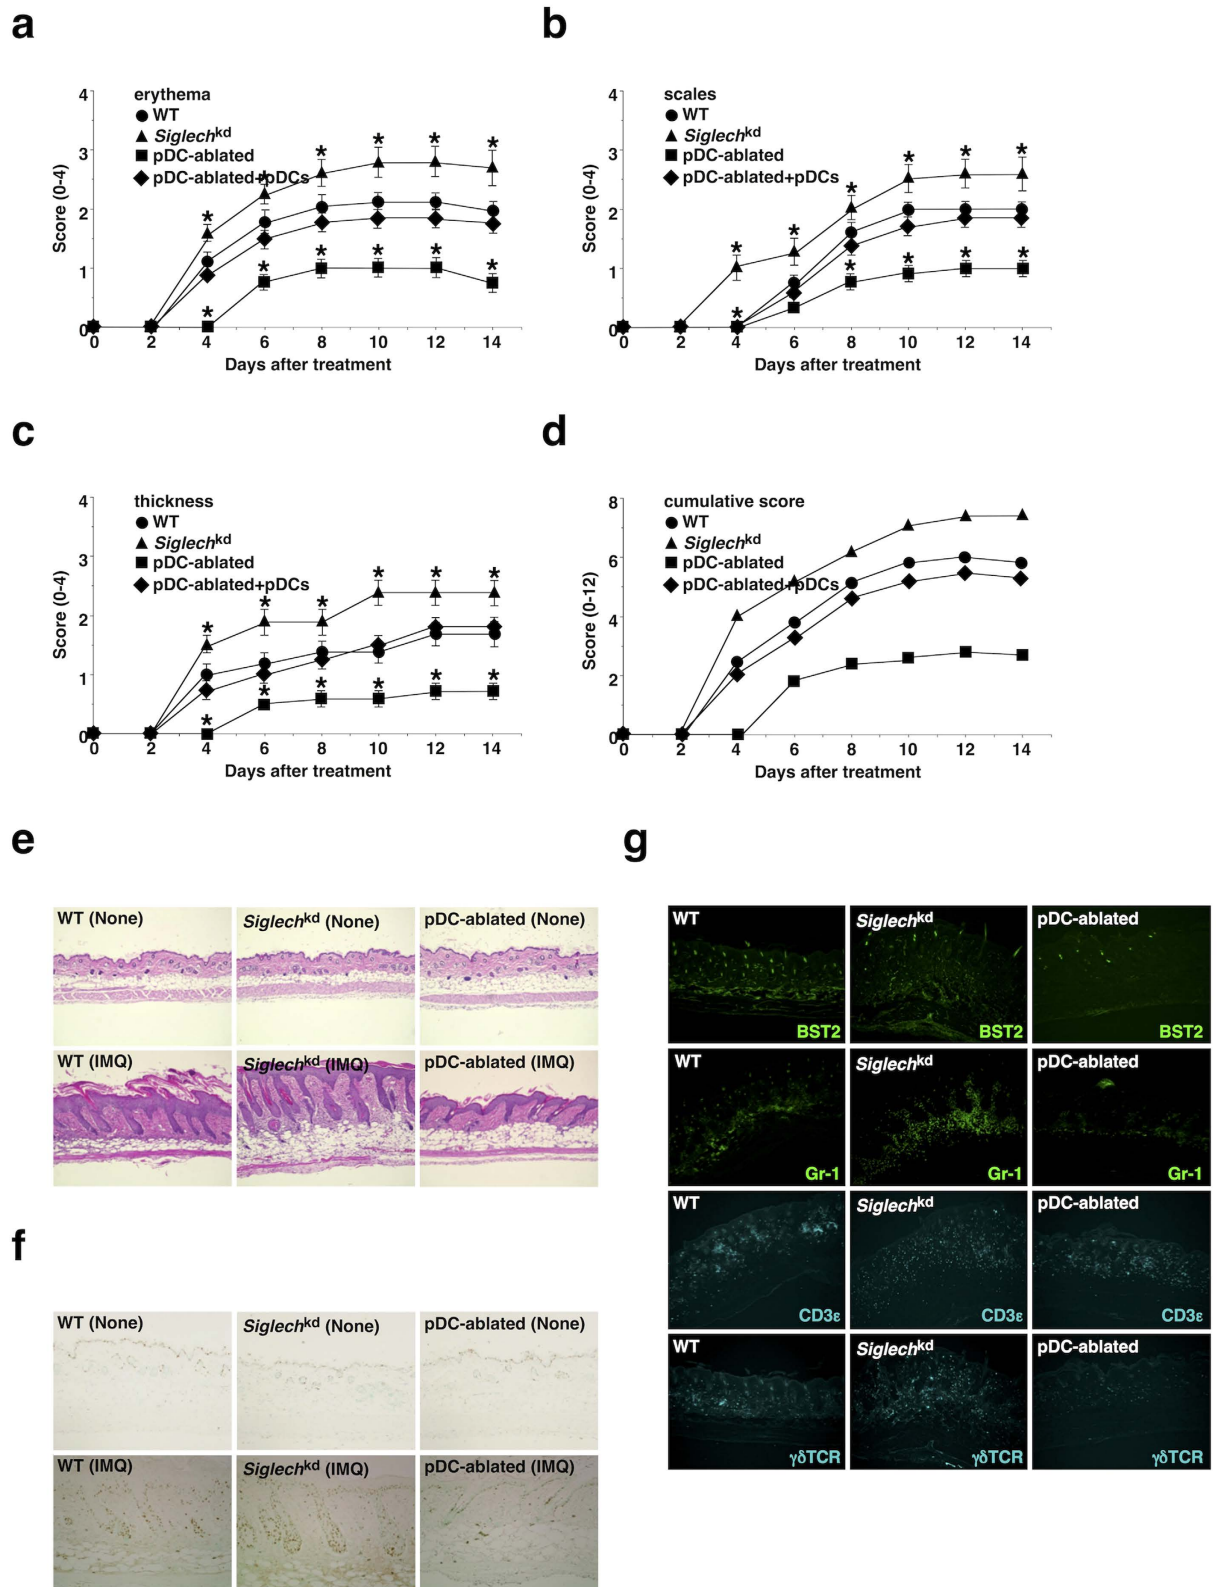 a
erythema
WT
Siglechkd
pDC-ablated
pDC-ablated+pDCs
Score (0-4)
4
3
2
1
0
0 2 4 6 8 10 12 14
Days after treatment
* * * * * *
* * * * * *
b
scales
WT
Siglechkd
pDC-ablated
pDC-ablated+pDCs
Score (0-4)
4
3
2
1
0
0 2 4 6 8 10 12 14
Days after treatment
* * * * * *
* * * * *
c
thickness
WT
Siglechkd
pDC-ablated
pDC-ablated+pDCs
Score (0-4)
4
3
2
1
0
0 2 4 6 8 10 12 14
Days after treatment
* * * * * *
* * * * * *
d
cumulative score
WT
Siglechkd
pDC-ablated
pDC-ablated+pDCs
Score (0-12)
8
6
4
2
0
0 2 4 6 8 10 12 14
Days after treatment
e
WT (None)
Siglechkd (None)
pDC-ablated (None)
WT (IMQ)
Siglechkd (IMQ)
pDC-ablated (IMQ)
f
WT (None)
Siglechkd (None)
pDC-ablated (None)
WT (IMQ)
Siglechkd (IMQ)
pDC-ablated (IMQ)
g
WT
BST2
Siglechkd
BST2
pDC-ablated
BST2
WT
Gr-1
Siglechkd
Gr-1
pDC-ablated
Gr-1
WT
CD3ε
Siglechkd
CD3ε
pDC-ablated
CD3ε
WT
γδTCR
Siglechkd
γδTCR
pDC-ablated
γδTCR